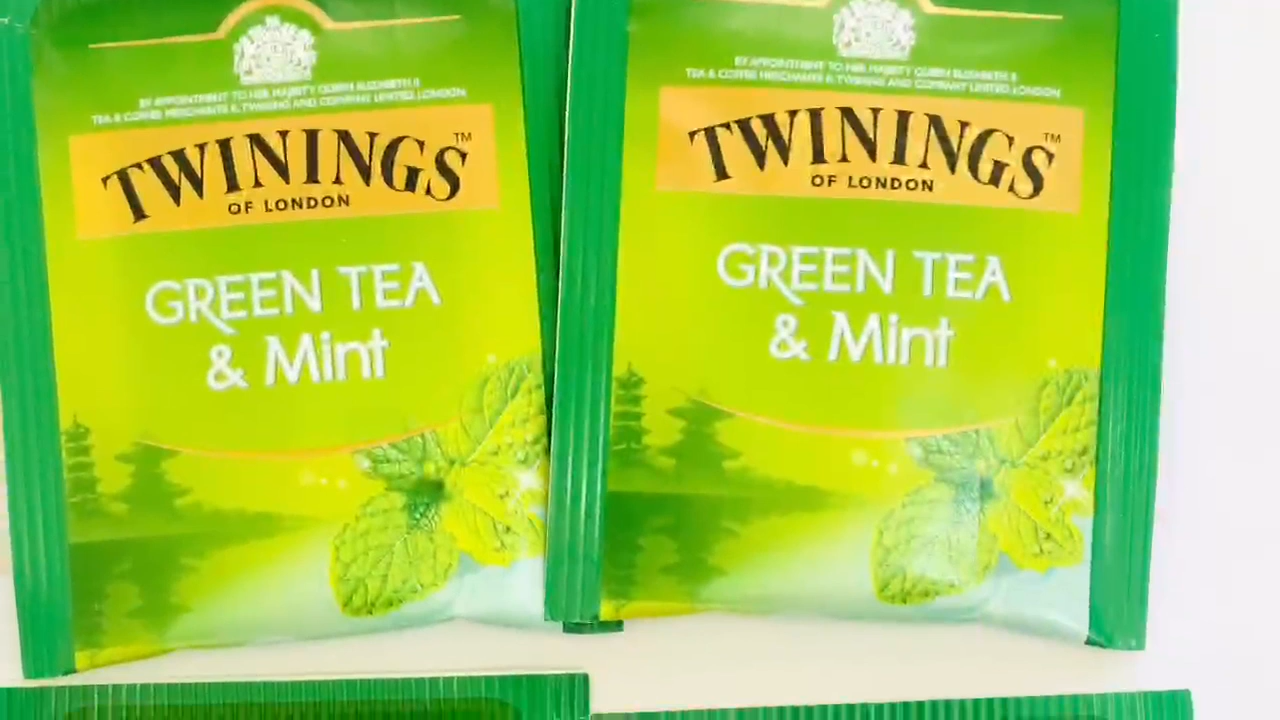 BY APPOINTMENT TO HER MAJESTY QUEEN ELIZABETH II
TEA & COFFEE MERCHANTS R. TWINING AND COMPANY LIMITED LONDON
TWININGS™
OF LONDON
GREEN TEA
& Mint
BY APPOINTMENT TO HER MAJESTY QUEEN ELIZABETH II
TEA & COFFEE MERCHANTS R. TWINING AND COMPANY LIMITED LONDON
TWININGS™
OF LONDON
GREEN TEA
& Mint